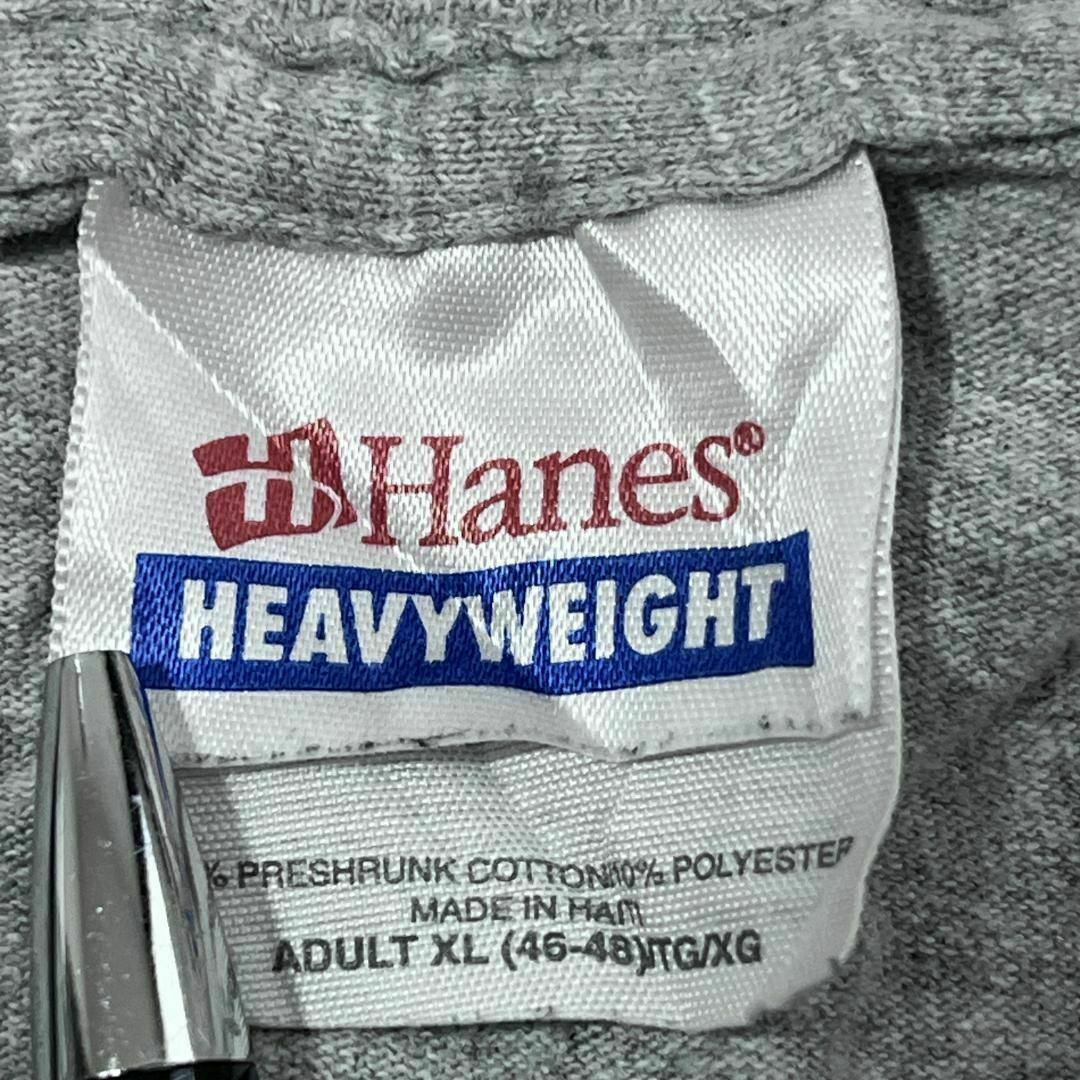 Hanes®
HEAVYWEIGHT
% PRESHRUNK COTTON/10% POLYESTER
MADE IN HAITI
ADULT XL (46-48)/TG/XG